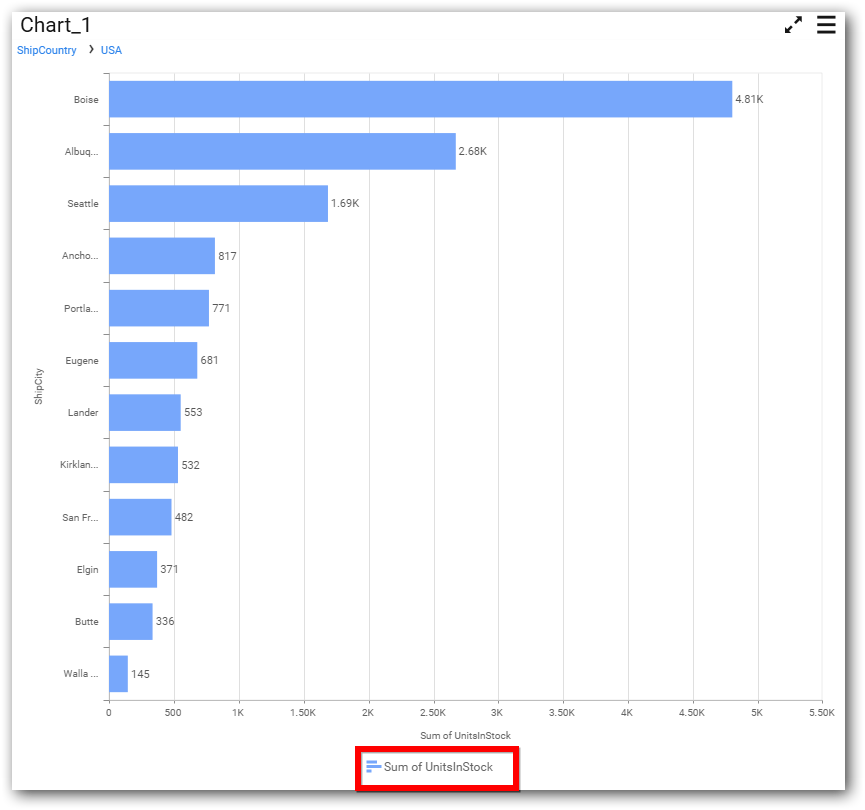 Chart_1
ShipCountry > USA
Boise 4.81K
Albuq... 2.68K
Seattle 1.69K
Ancho... 817
Portla... 771
Eugene 681
ShipCity
Lander 553
Kirklan... 532
San Fr... 482
Elgin 371
Butte 336
Walla ... 145
0 500 1K 1.50K 2K 2.50K 3K 3.50K 4K 4.50K 5K 5.50K
Sum of UnitsInStock
Sum of UnitsInStock